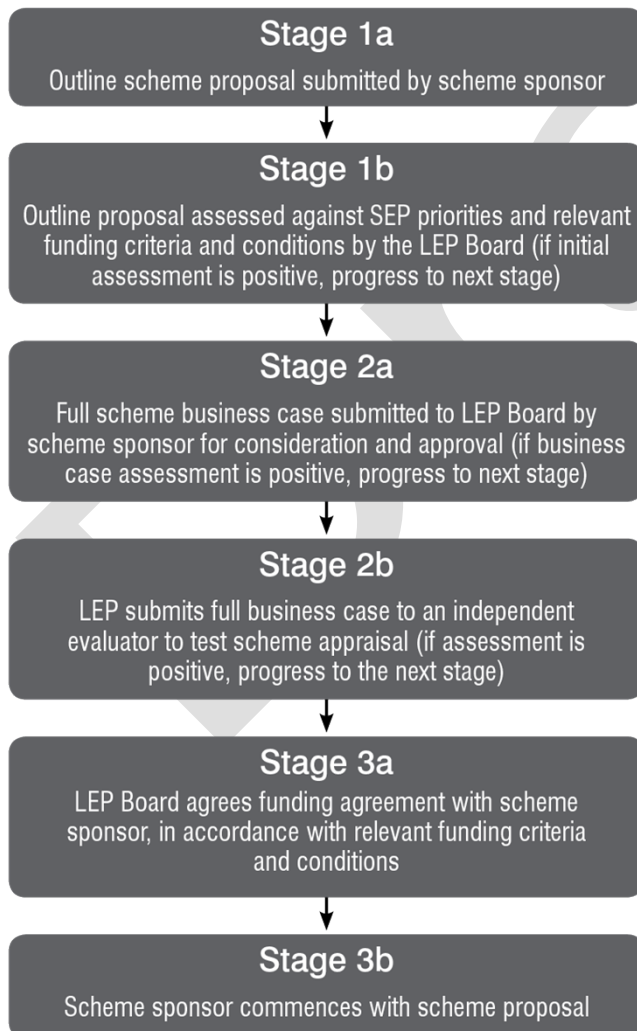 Stage 1a
Outline scheme proposal submitted by scheme sponsor
Stage 1b
Outline proposal assessed against SEP priorities and relevant
funding criteria and conditions by the LEP Board (if initial
assessment is positive, progress to next stage)
Stage 2a
Full scheme business case submitted to LEP Board by
scheme sponsor for consideration and approval (if business
case assessment is positive, progress to next stage)
Stage 2b
LEP submits full business case to an independent
evaluator to test scheme appraisal (if assessment is
positive, progress to the next stage)
Stage 3a
LEP Board agrees funding agreement with scheme
sponsor, in accordance with relevant funding criteria
and conditions
Stage 3b
Scheme sponsor commences with scheme proposal